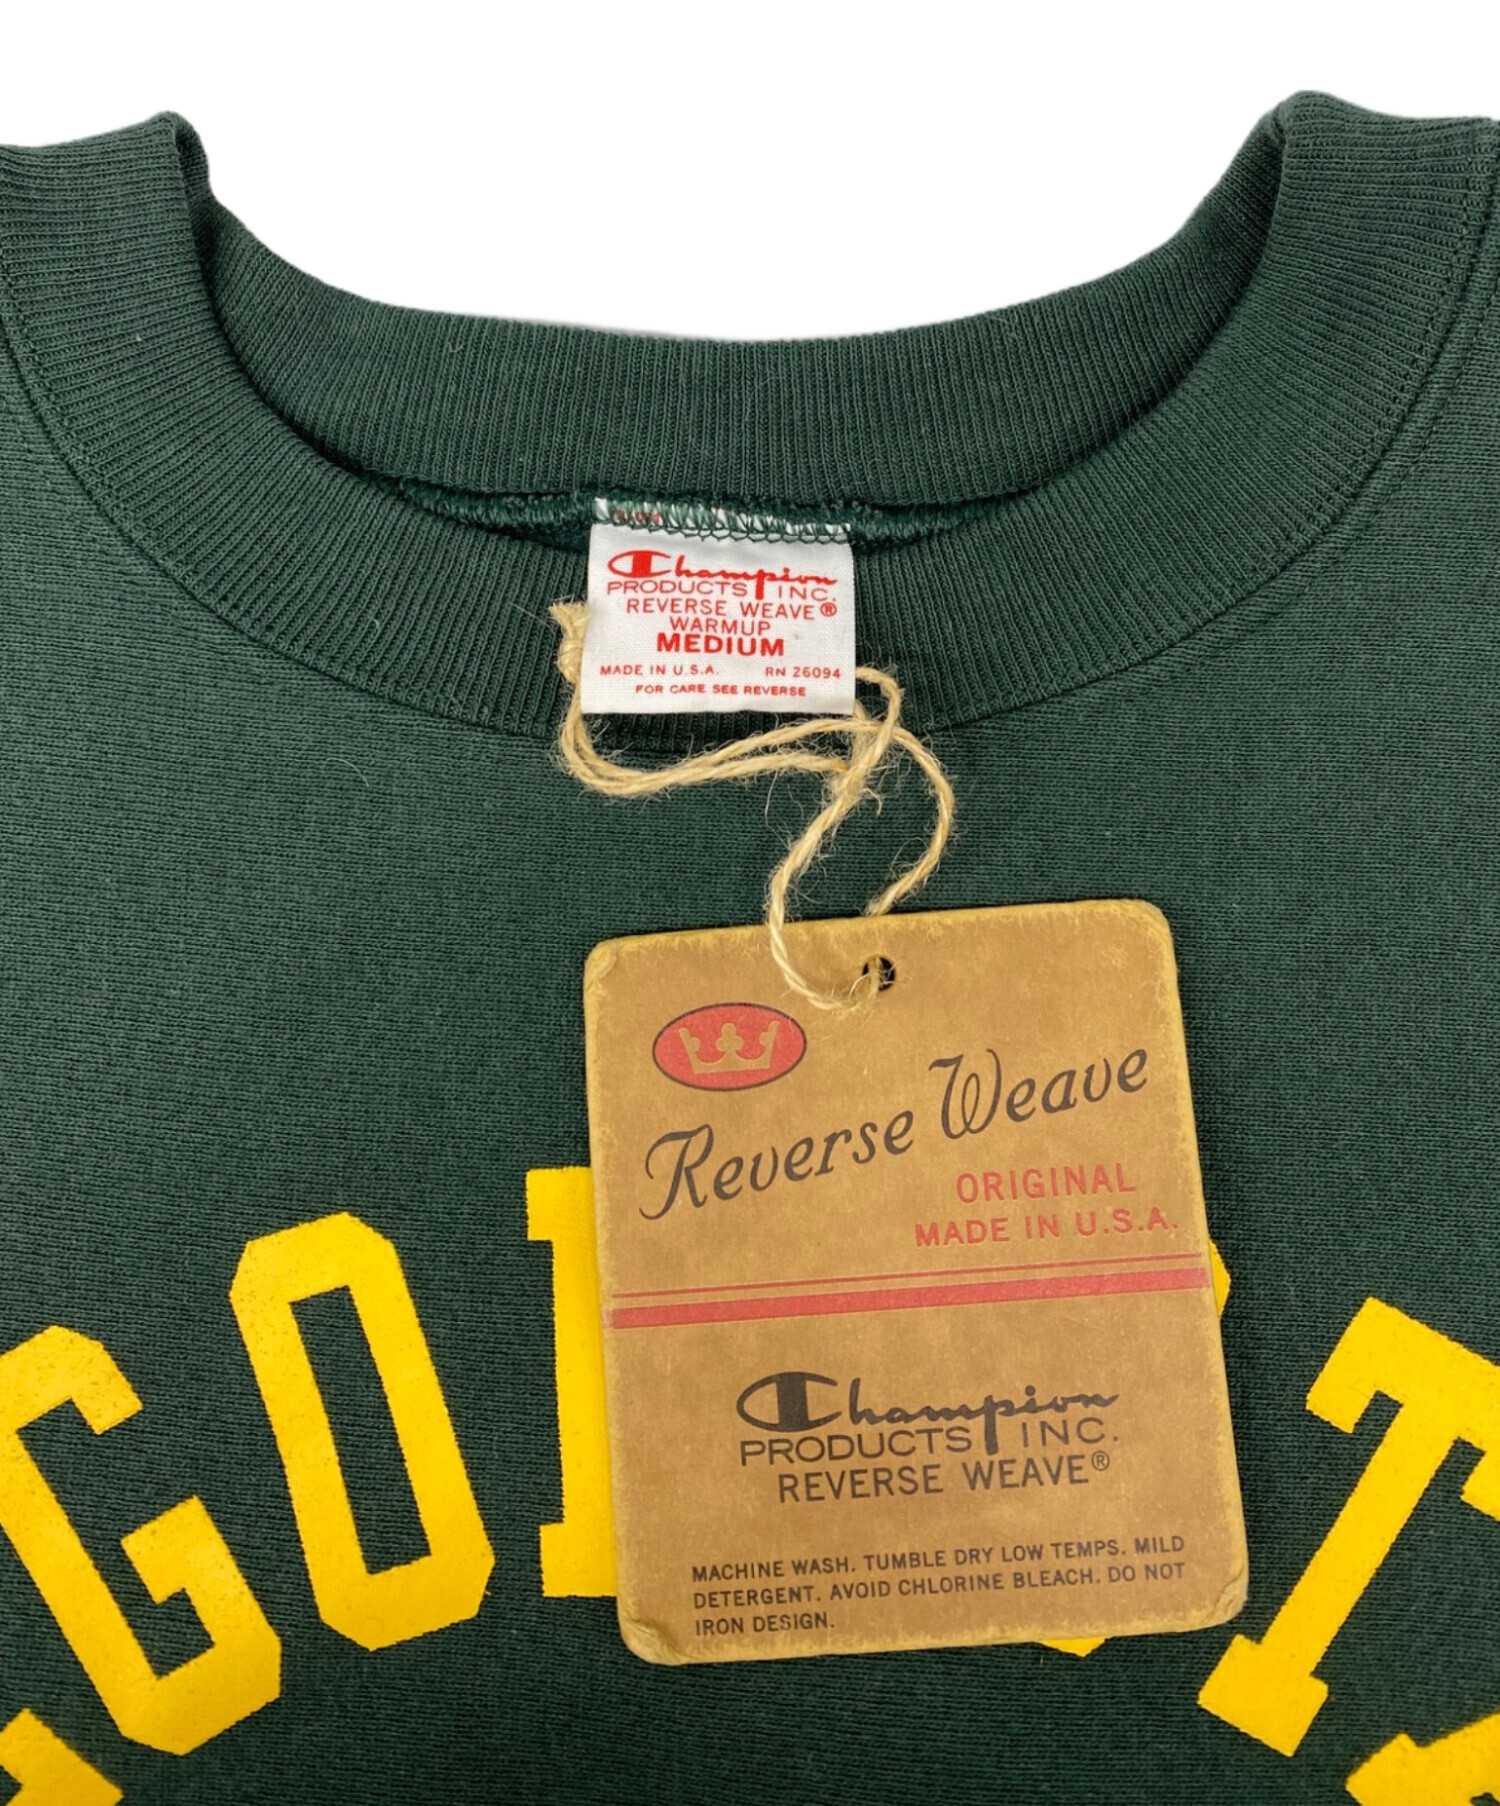 Champion
PRODUCTS INC.
REVERSE WEAVE®
WARMUP
MEDIUM
MADE IN U.S.A. RN 26094
FOR CARE SEE REVERSE
Reverse Weave
ORIGINAL
MADE IN U.S.A.
Champion
PRODUCTS INC.
REVERSE WEAVE®
MACHINE WASH. TUMBLE DRY LOW TEMPS. MILD
DETERGENT. AVOID CHLORINE BLEACH. DO NOT
IRON DESIGN.